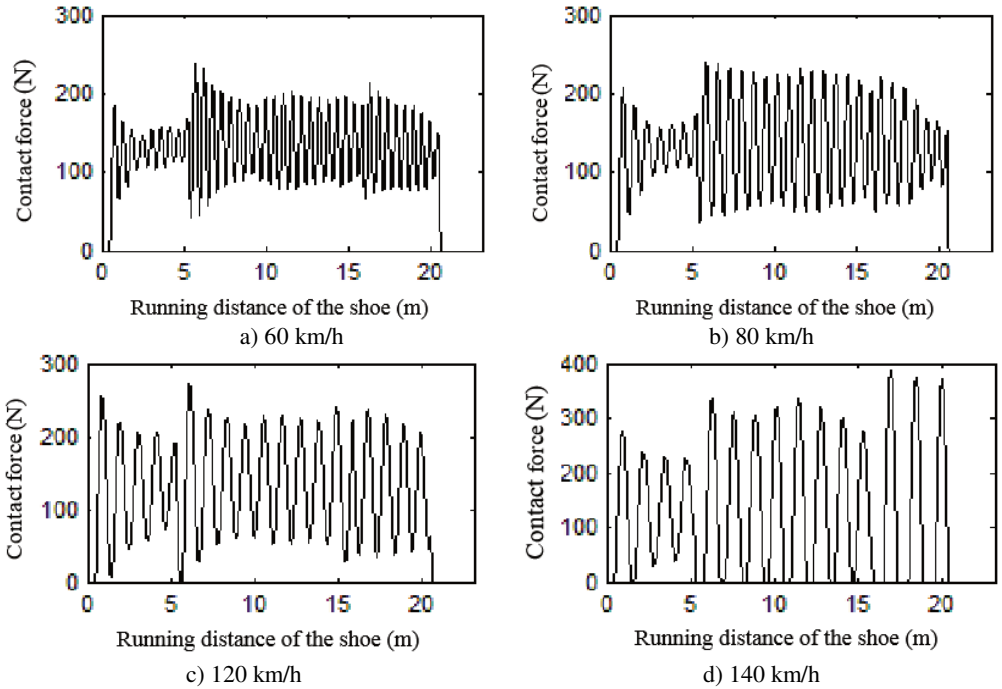 300
200
100
0
0 5 10 15 20
Contact force (N)
Running distance of the shoe (m)
a) 60 km/h
300
200
100
0
0 5 10 15 20
Contact force (N)
Running distance of the shoe (m)
b) 80 km/h
300
200
100
0
0 5 10 15 20
Contact force (N)
Running distance of the shoe (m)
c) 120 km/h
400
300
200
100
0
0 5 10 15 20
Contact force (N)
Running distance of the shoe (m)
d) 140 km/h